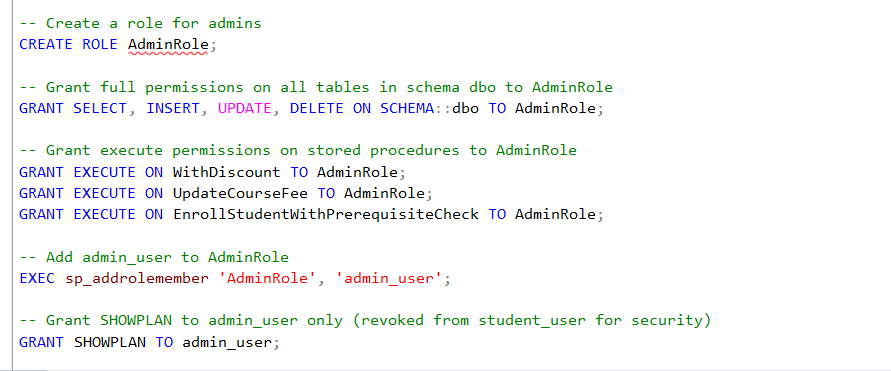 -- Create a role for admins
CREATE ROLE AdminRole;
-- Grant full permissions on all tables in schema dbo to AdminRole
GRANT SELECT, INSERT, UPDATE, DELETE ON SCHEMA::dbo TO AdminRole;
-- Grant execute permissions on stored procedures to AdminRole
GRANT EXECUTE ON WithDiscount TO AdminRole;
GRANT EXECUTE ON UpdateCourseFee TO AdminRole;
GRANT EXECUTE ON EnrollStudentWithPrerequisiteCheck TO AdminRole;
-- Add admin_user to AdminRole
EXEC sp_addrolemember 'AdminRole', 'admin_user';
-- Grant SHOWPLAN to admin_user only (revoked from student_user for security)
GRANT SHOWPLAN TO admin_user;